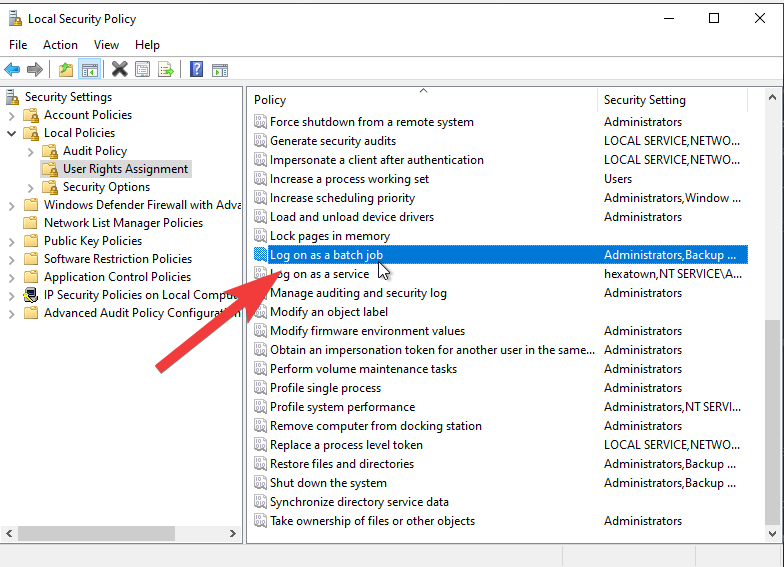 Local Security Policy
File Action View Help
Security Settings
Account Policies
Local Policies
Audit Policy
User Rights Assignment
Security Options
Windows Defender Firewall with Adva
Network List Manager Policies
Public Key Policies
Software Restriction Policies
Application Control Policies
IP Security Policies on Local Compu
Advanced Audit Policy Configuration
Policy Security Setting
Force shutdown from a remote system Administrators
Generate security audits LOCAL SERVICE,NETWO...
Impersonate a client after authentication LOCAL SERVICE,NETWO...
Increase a process working set Users
Increase scheduling priority Administrators,Window ...
Load and unload device drivers Administrators
Lock pages in memory
Log on as a batch job Administrators,Backup ...
Log on as a service hexatown,NT SERVICE\A...
Manage auditing and security log Administrators
Modify an object label
Modify firmware environment values Administrators
Obtain an impersonation token for another user in the same... Administrators
Perform volume maintenance tasks Administrators
Profile single process Administrators
Profile system performance Administrators,NT SERVI...
Remove computer from docking station Administrators
Replace a process level token LOCAL SERVICE,NETWO...
Restore files and directories Administrators,Backup ...
Shut down the system Administrators,Backup ...
Synchronize directory service data
Take ownership of files or other objects Administrators